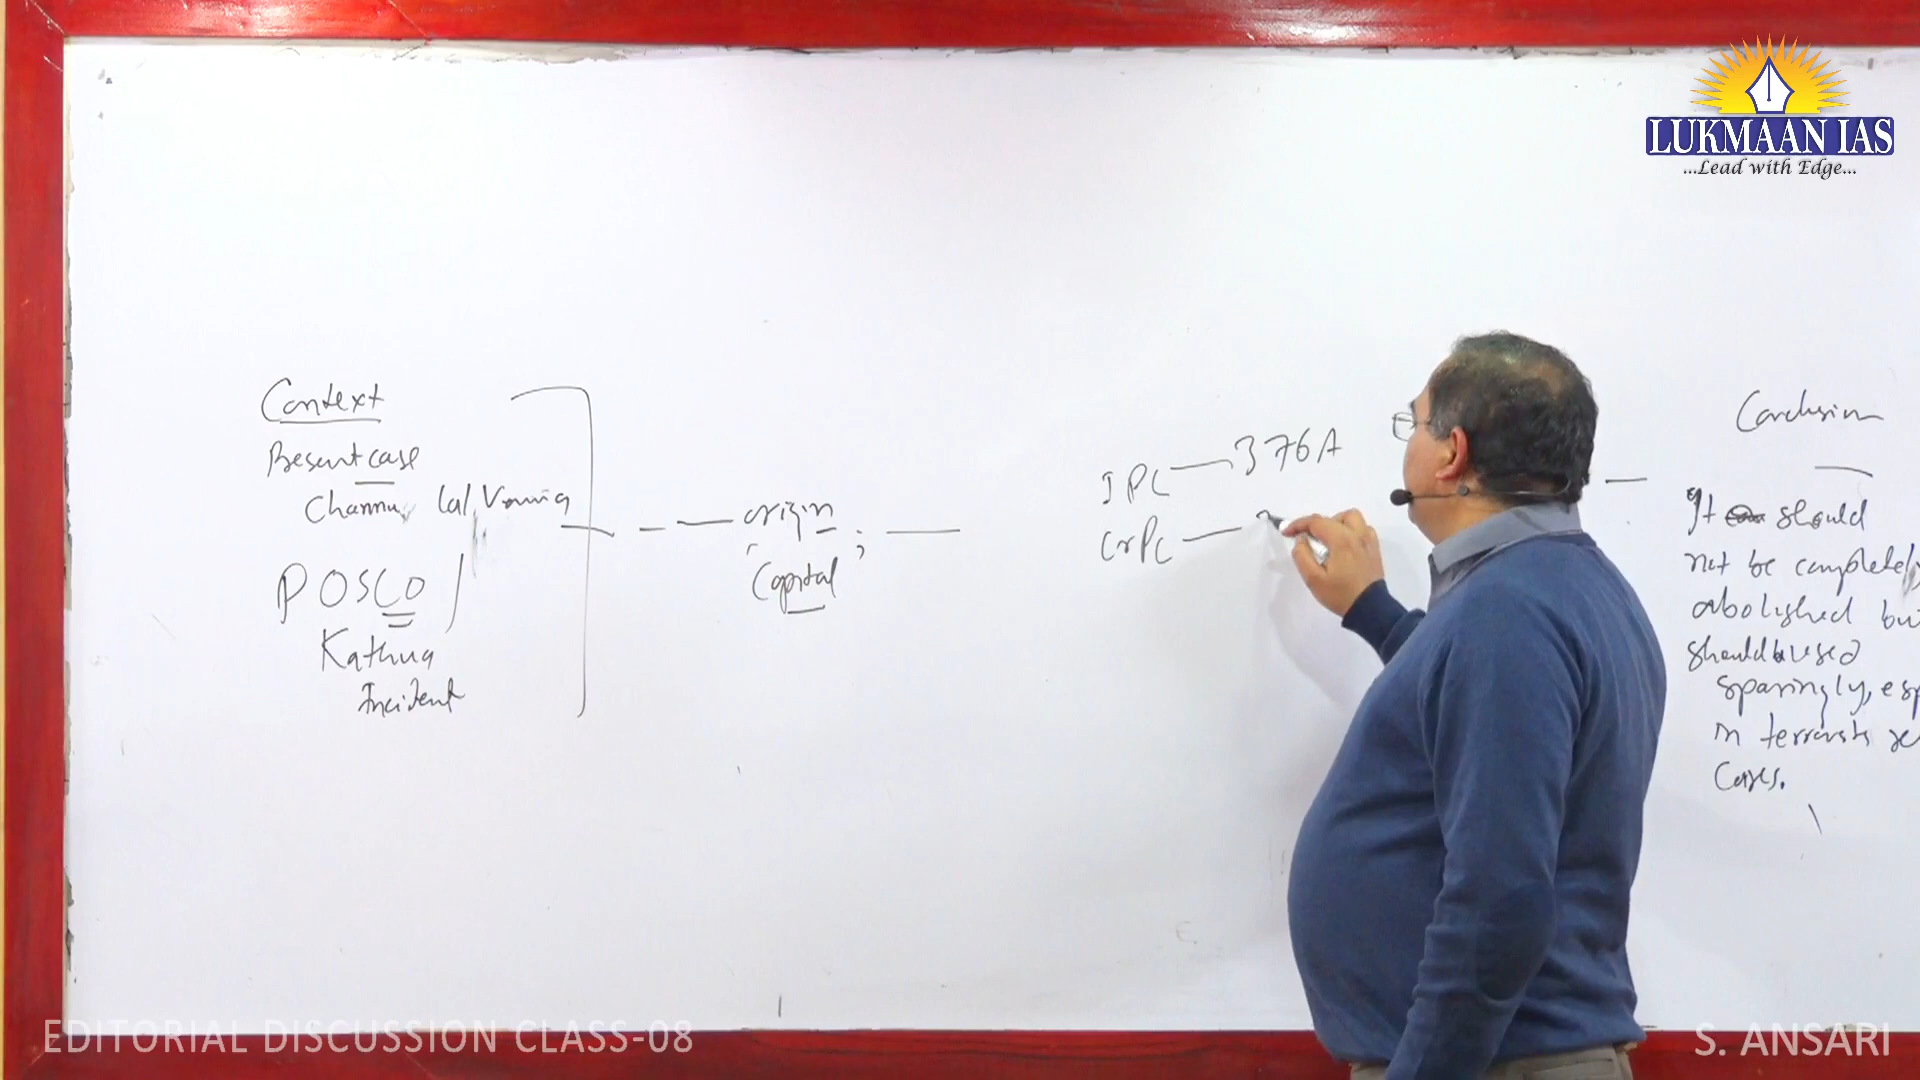 LUKMAAN IAS
...Lead with Edge...
Context
Present case
Channu Lal Verma
POSCO
Kathua
Incident
origin
Capital
IPC — 376A
CrPC —
Conclusion
It should
not be completely
abolished but
should be used
sparingly, esp
in terrorists
Cases.
EDITORIAL DISCUSSION CLASS-08
S. ANSARI